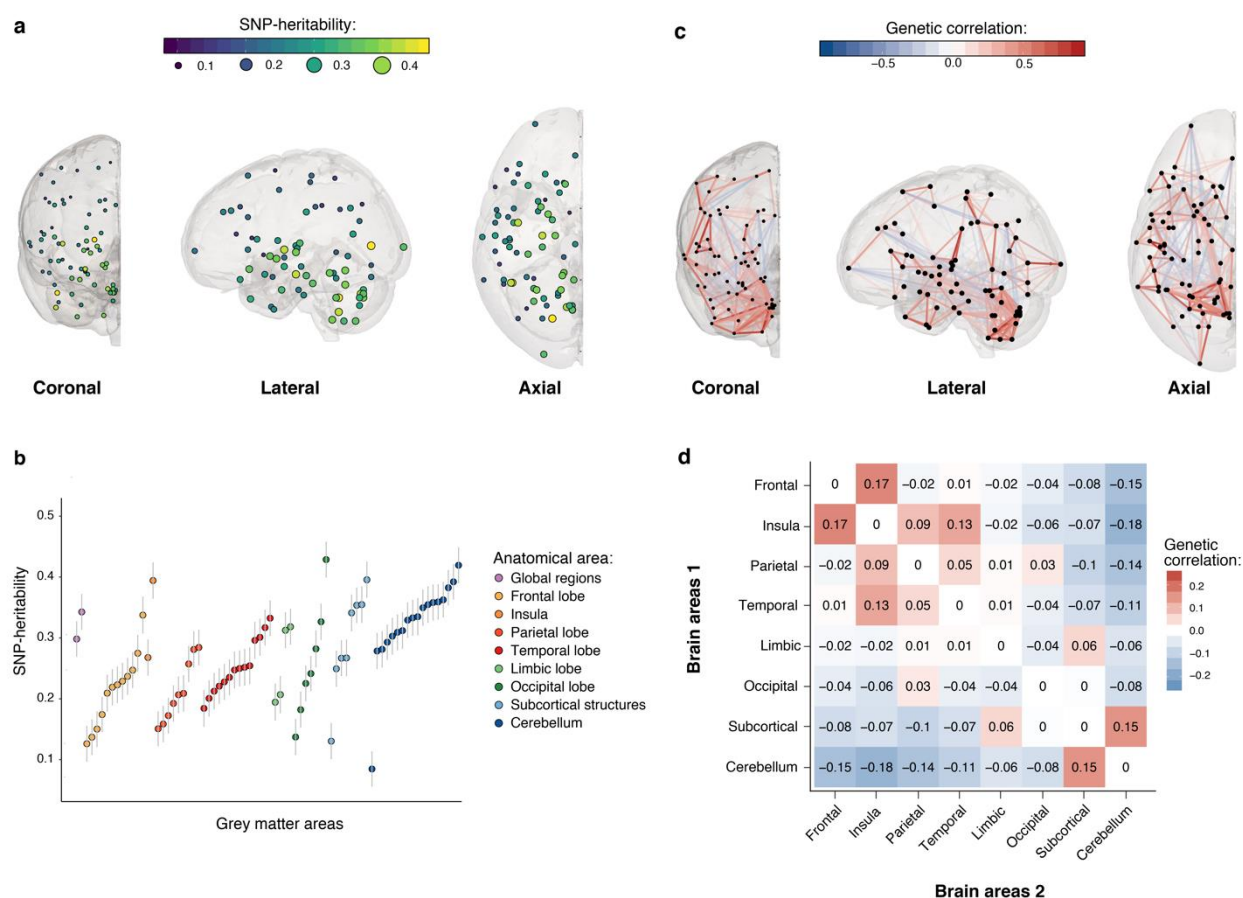 a
SNP-heritability:
0.1 0.2 0.3 0.4
Coronal Lateral Axial
c
Genetic correlation:
−0.5 0.0 0.5
Coronal Lateral Axial
b
SNP-heritability
0.5
0.4
0.3
0.2
0.1
Grey matter areas
Anatomical area:
Global regions
Frontal lobe
Insula
Parietal lobe
Temporal lobe
Limbic lobe
Occipital lobe
Subcortical structures
Cerebellum
d
Brain areas 1
Frontal 0 0.17 −0.02 0.01 −0.02 −0.04 −0.08 −0.15
Insula 0.17 0 0.09 0.13 −0.02 −0.06 −0.07 −0.18
Parietal −0.02 0.09 0 0.05 0.01 0.03 −0.1 −0.14
Temporal 0.01 0.13 0.05 0 0.01 −0.04 −0.07 −0.11
Limbic −0.02 −0.02 0.01 0.01 0 −0.04 0.06 −0.06
Occipital −0.04 −0.06 0.03 −0.04 −0.04 0 0 −0.08
Subcortical −0.08 −0.07 −0.1 −0.07 0.06 0 0 0.15
Cerebellum −0.15 −0.18 −0.14 −0.11 −0.06 −0.08 0.15 0
Frontal Insula Parietal Temporal Limbic Occipital Subcortical Cerebellum
Brain areas 2
Genetic
correlation:
0.2
0.1
0.0
−0.1
−0.2